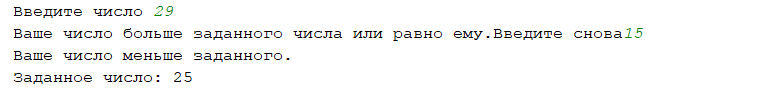 Введите число 29
Ваше число больше заданного числа или равно ему.Введите снова15
Ваше число меньше заданного.
Заданное число: 25